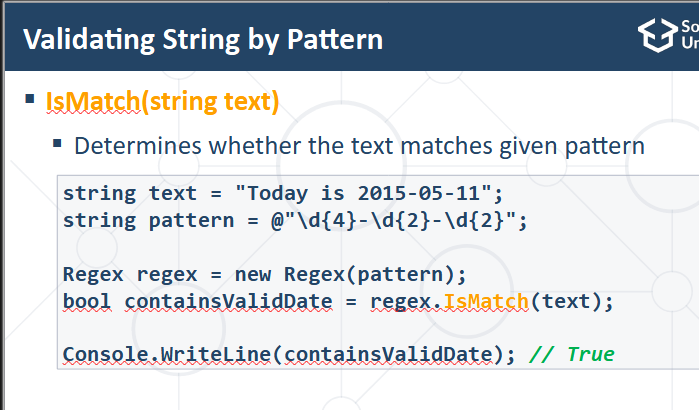 Validating String by Pattern
So
Un
IsMatch(string text)
Determines whether the text matches given pattern
string text = "Today is 2015-05-11";
string pattern = @"\d{4}-\d{2}-\d{2}";
Regex regex = new Regex(pattern);
bool containsValidDate = regex.IsMatch(text);
Console.WriteLine(containsValidDate); // True